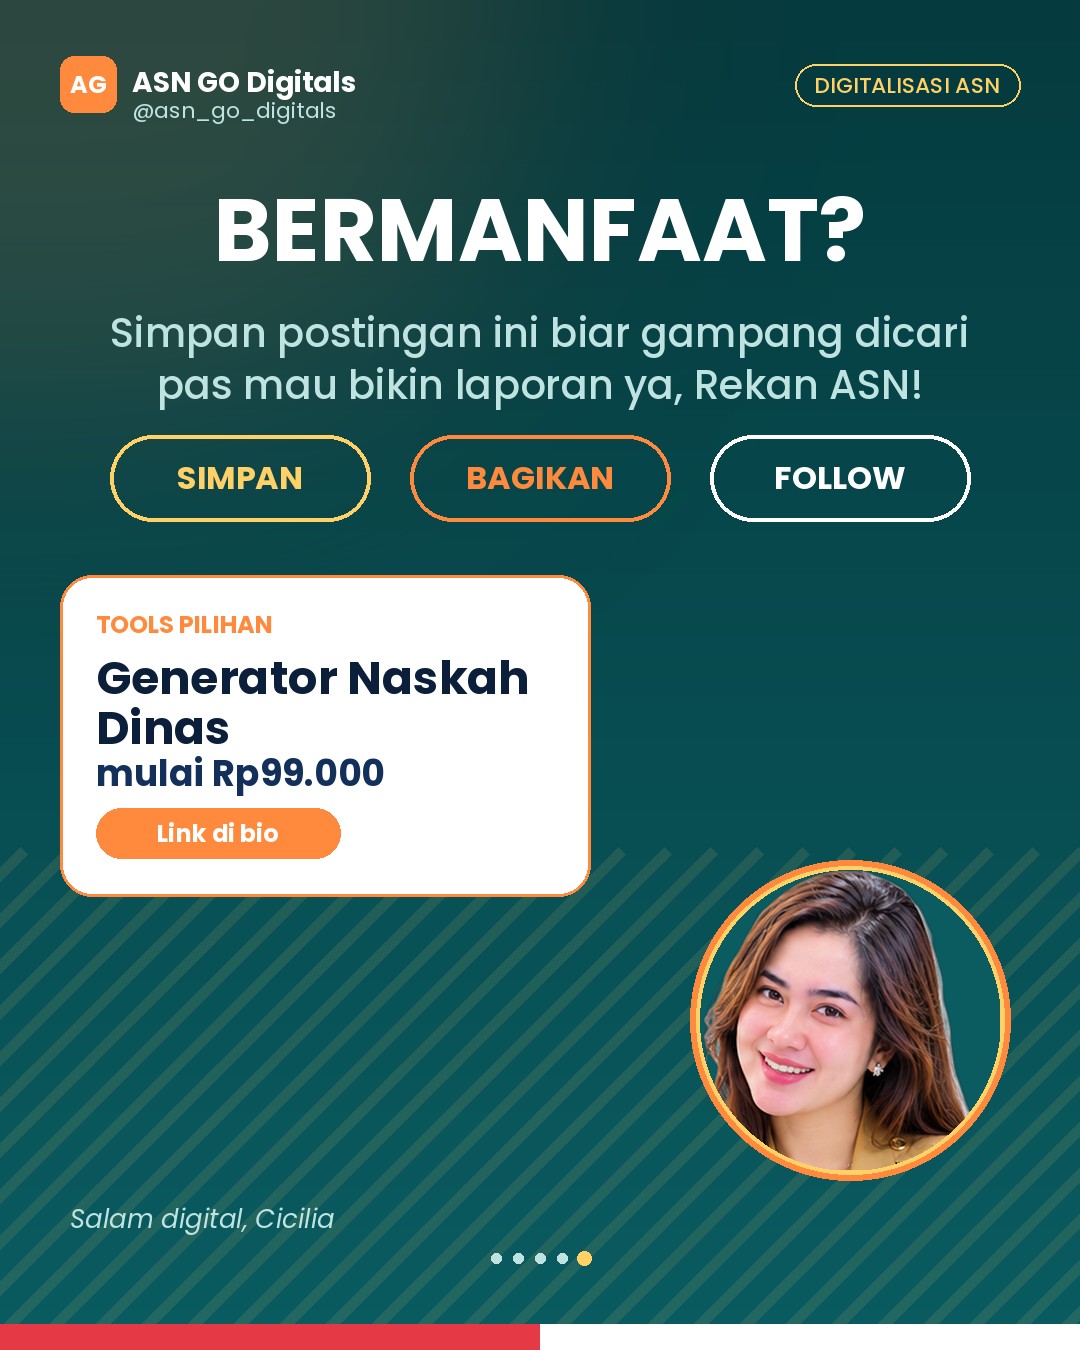 AG
ASN GO Digitals
@asn_go_digitals
DIGITALISASI ASN
BERMANFAAT?
Simpan postingan ini biar gampang dicari
pas mau bikin laporan ya, Rekan ASN!
SIMPAN
BAGIKAN
FOLLOW
TOOLS PILIHAN
Generator Naskah
Dinas
mulai Rp99.000
Link di bio
Salam digital, Cicilia